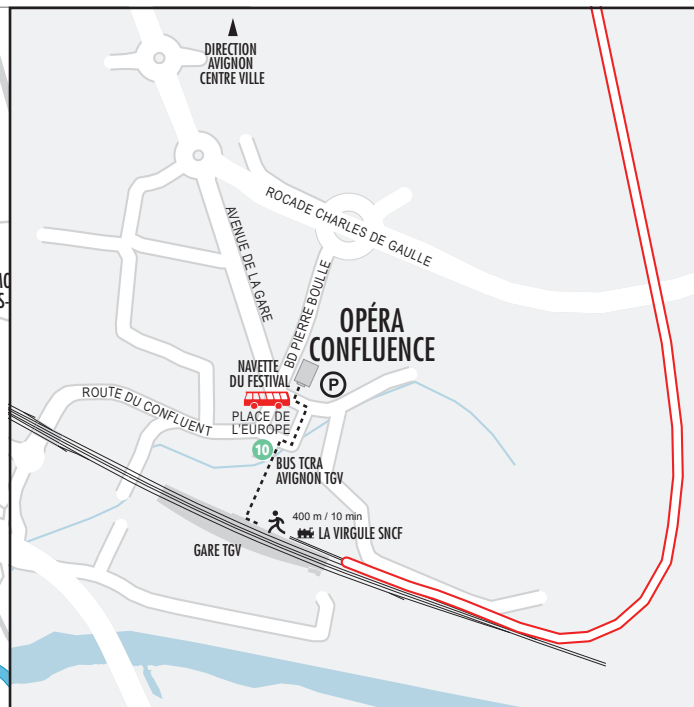 DIRECTION
AVIGNON
CENTRE VILLE
ROCADE CHARLES DE GAULLE
AVENUE DE LA GARE
BD PIERRE BOULLE
OPÉRA
CONFLUENCE
P
NAVETTE
DU FESTIVAL
PLACE DE
L'EUROPE
ROUTE DU CONFLUENT
10
BUS TCRA
AVIGNON TGV
400 m / 10 min
LA VIRGULE SNCF
GARE TGV